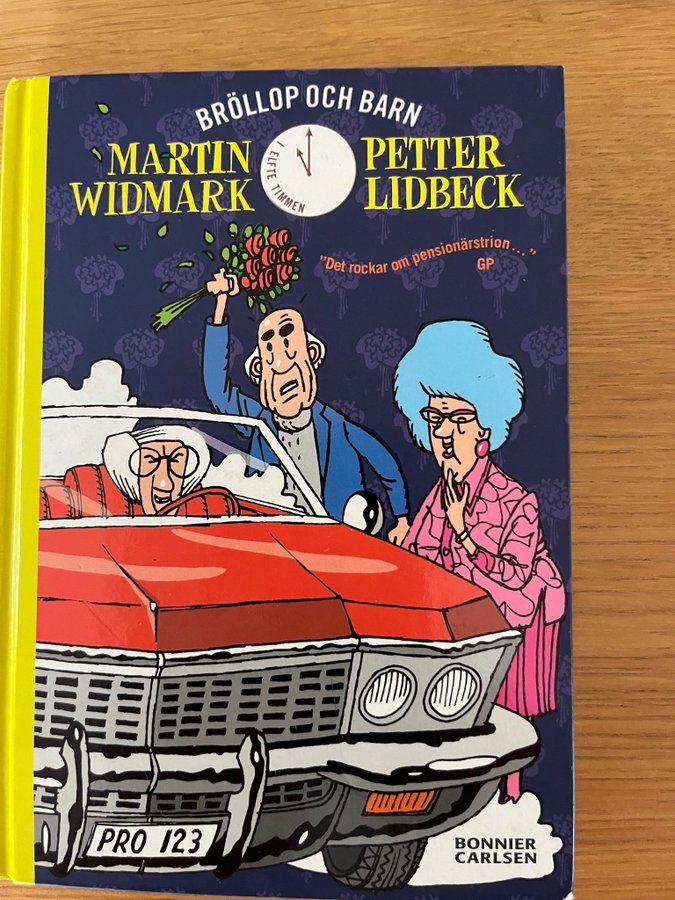 BRÖLLOP OCH BARN
MARTIN
WIDMARK
I ELFTE TIMMEN
PETTER
LIDBECK
"Det rockar om pensionärstrion..."
GP
PRO 123
BONNIER
CARLSEN